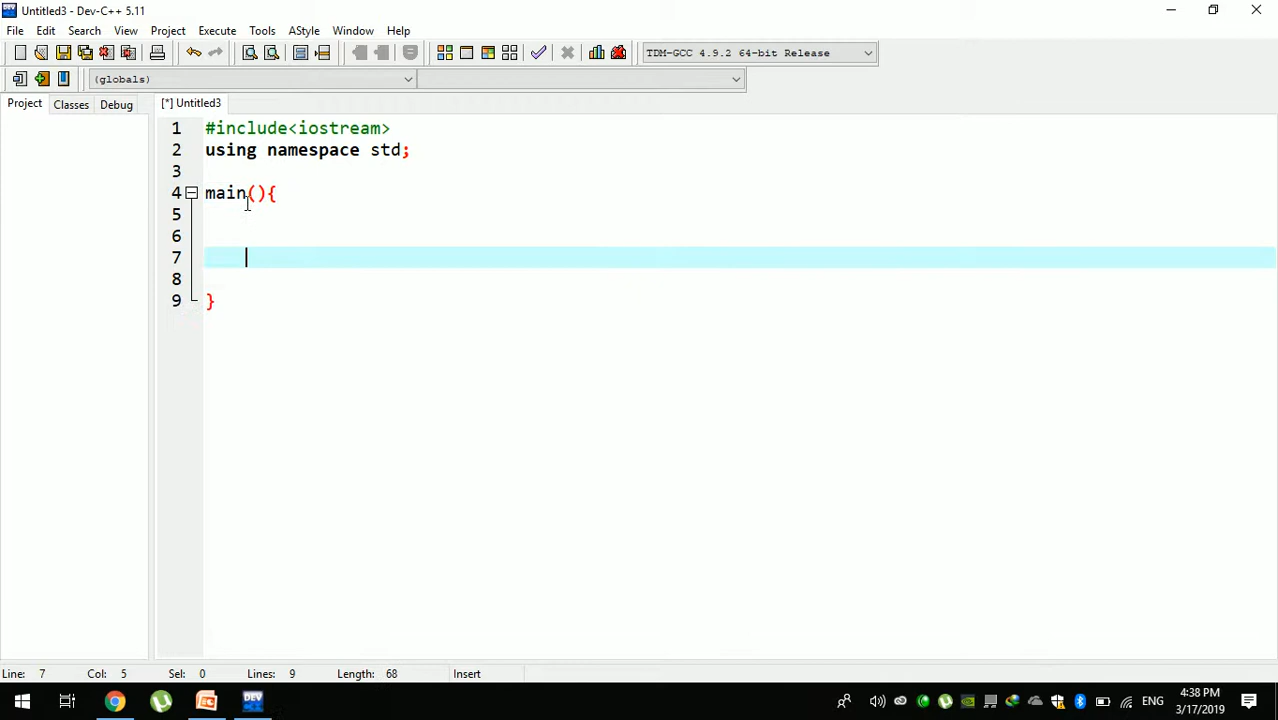 Untitled3 - Dev-C++ 5.11
File Edit Search View Project Execute Tools AStyle Window Help
TDM-GCC 4.9.2 64-bit Release
(globals)
Project Classes Debug [*] Untitled3
1 #include<iostream>
2 using namespace std;
3
4 main(){
5
6
7
8
9 }
Line: 7 Col: 5 Sel: 0 Lines: 9 Length: 68 Insert
DEV
ENG
4:38 PM
3/17/2019